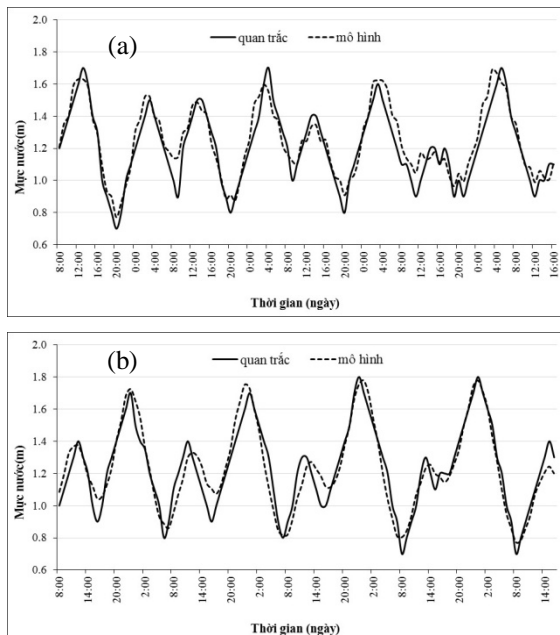 (a)
quan trắc
mô hình
2.0
1.8
1.6
1.4
1.2
1.0
0.8
0.6
Mực nước(m)
8:00 12:00 16:00 20:00 0:00 4:00 8:00 12:00 16:00 20:00 0:00 4:00 8:00 12:00 16:00 20:00 0:00 4:00 8:00 12:00 16:00 20:00 0:00 4:00 8:00 12:00 16:00
Thời gian (ngày)
(b)
quan trắc
mô hình
2.0
1.8
1.6
1.4
1.2
1.0
0.8
0.6
Mực nước(m)
8:00 14:00 20:00 2:00 8:00 14:00 20:00 2:00 8:00 14:00 20:00 2:00 8:00 14:00 20:00 2:00 8:00 14:00
Thời gian (ngày)